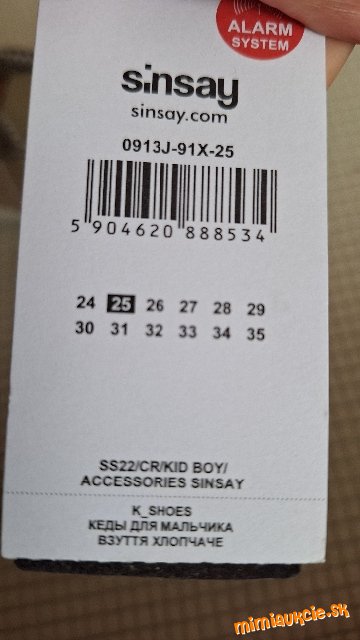 ALARM
SYSTEM
sinsay
sinsay.com
0913J-91X-25
5 904620 888534
24 25 26 27 28 29
30 31 32 33 34 35
SS22/CR/KID BOY/
ACCESSORIES SINSAY
K_SHOES
КЕДЫ ДЛЯ МАЛЬЧИКА
ВЗУТТЯ ХЛОПЧАЧЕ
mimiaukcie.sk